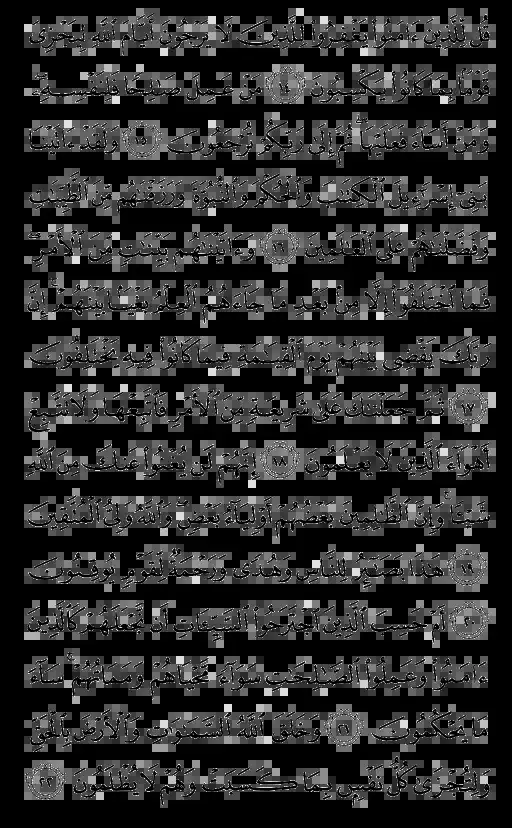 قُل لِّلَّذِينَ ءَامَنُوا۟ يَغْفِرُوا۟ لِلَّذِينَ لَا يَرْجُونَ أَيَّامَ ٱللَّهِ لِيَجْزِىَ
قَوْمًۢا بِمَا كَانُوا۟ يَكْسِبُونَ ١٤ مَنْ عَمِلَ صَٰلِحًا فَلِنَفْسِهِۦ
وَمَنْ أَسَآءَ فَعَلَيْهَا ثُمَّ إِلَىٰ رَبِّكُمْ تُرْجَعُونَ ١٥ وَلَقَدْ ءَاتَيْنَا
بَنِىٓ إِسْرَٰٓءِيلَ ٱلْكِتَٰبَ وَٱلْحُكْمَ وَٱلنُّبُوَّةَ وَرَزَقْنَٰهُم مِّنَ ٱلطَّيِّبَٰتِ
وَفَضَّلْنَٰهُمْ عَلَى ٱلْعَٰلَمِينَ ١٦ وَءَاتَيْنَٰهُم بَيِّنَٰتٍ مِّنَ ٱلْأَمْرِ
فَمَا ٱخْتَلَفُوٓا۟ إِلَّا مِنۢ بَعْدِ مَا جَآءَهُمُ ٱلْعِلْمُ بَغْيًۢا بَيْنَهُمْ إِنَّ
رَبَّكَ يَقْضِى بَيْنَهُمْ يَوْمَ ٱلْقِيَٰمَةِ فِيمَا كَانُوا۟ فِيهِ يَخْتَلِفُونَ
١٧ ثُمَّ جَعَلْنَٰكَ عَلَىٰ شَرِيعَةٍ مِّنَ ٱلْأَمْرِ فَٱتَّبِعْهَا وَلَا تَتَّبِعْ
أَهْوَآءَ ٱلَّذِينَ لَا يَعْلَمُونَ ١٨ إِنَّهُمْ لَن يُغْنُوا۟ عَنكَ مِنَ ٱللَّهِ
شَيْـًٔا وَإِنَّ ٱلظَّٰلِمِينَ بَعْضُهُمْ أَوْلِيَآءُ بَعْضٍ وَٱللَّهُ وَلِىُّ ٱلْمُتَّقِينَ
١٩ هَٰذَا بَصَٰٓئِرُ لِلنَّاسِ وَهُدًى وَرَحْمَةٌ لِّقَوْمٍ يُوقِنُونَ
٢٠ أَمْ حَسِبَ ٱلَّذِينَ ٱجْتَرَحُوا۟ ٱلسَّيِّـَٔاتِ أَن نَّجْعَلَهُمْ كَٱلَّذِينَ
ءَامَنُوا۟ وَعَمِلُوا۟ ٱلصَّٰلِحَٰتِ سَوَآءً مَّحْيَاهُمْ وَمَمَاتُهُمْ سَآءَ
مَا يَحْكُمُونَ ٢١ وَخَلَقَ ٱللَّهُ ٱلسَّمَٰوَٰتِ وَٱلْأَرْضَ بِٱلْحَقِّ
وَلِتُجْزَىٰ كُلُّ نَفْسٍۭ بِمَا كَسَبَتْ وَهُمْ لَا يُظْلَمُونَ ٢٢